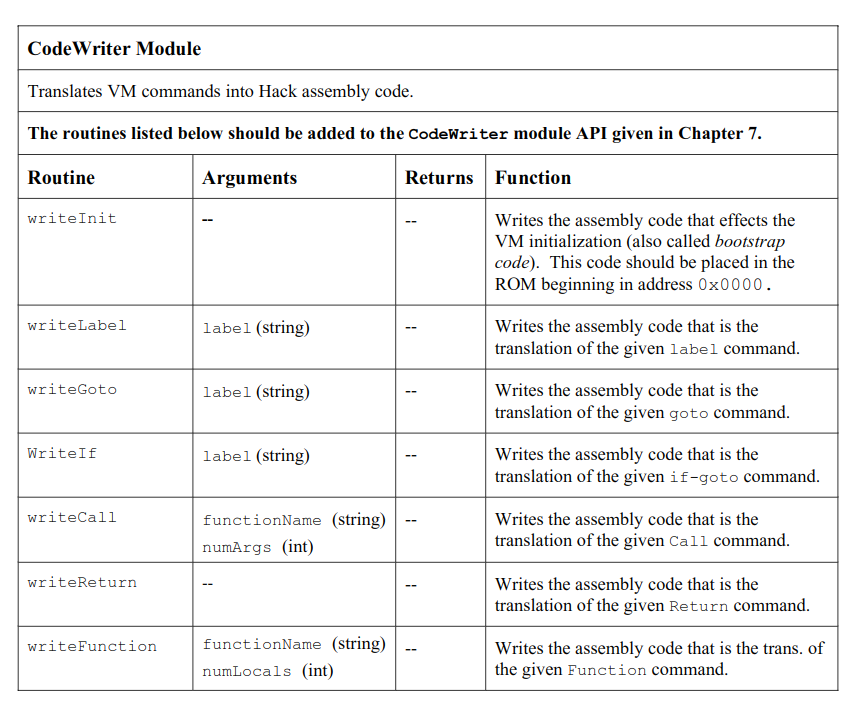 CodeWriter Module
Translates VM commands into Hack assembly code.
The routines listed below should be added to the CodeWriter module API given in Chapter 7.
Routine Arguments Returns Function
writeInit -- -- Writes the assembly code that effects the
VM initialization (also called bootstrap
code). This code should be placed in the
ROM beginning in address 0x0000.
writeLabel label (string) -- Writes the assembly code that is the
translation of the given label command.
writeGoto label (string) -- Writes the assembly code that is the
translation of the given goto command.
WriteIf label (string) -- Writes the assembly code that is the
translation of the given if-goto command.
writeCall functionName (string) -- Writes the assembly code that is the
numArgs (int) translation of the given Call command.
writeReturn -- -- Writes the assembly code that is the
translation of the given Return command.
writeFunction functionName (string) -- Writes the assembly code that is the trans. of
numLocals (int) the given Function command.